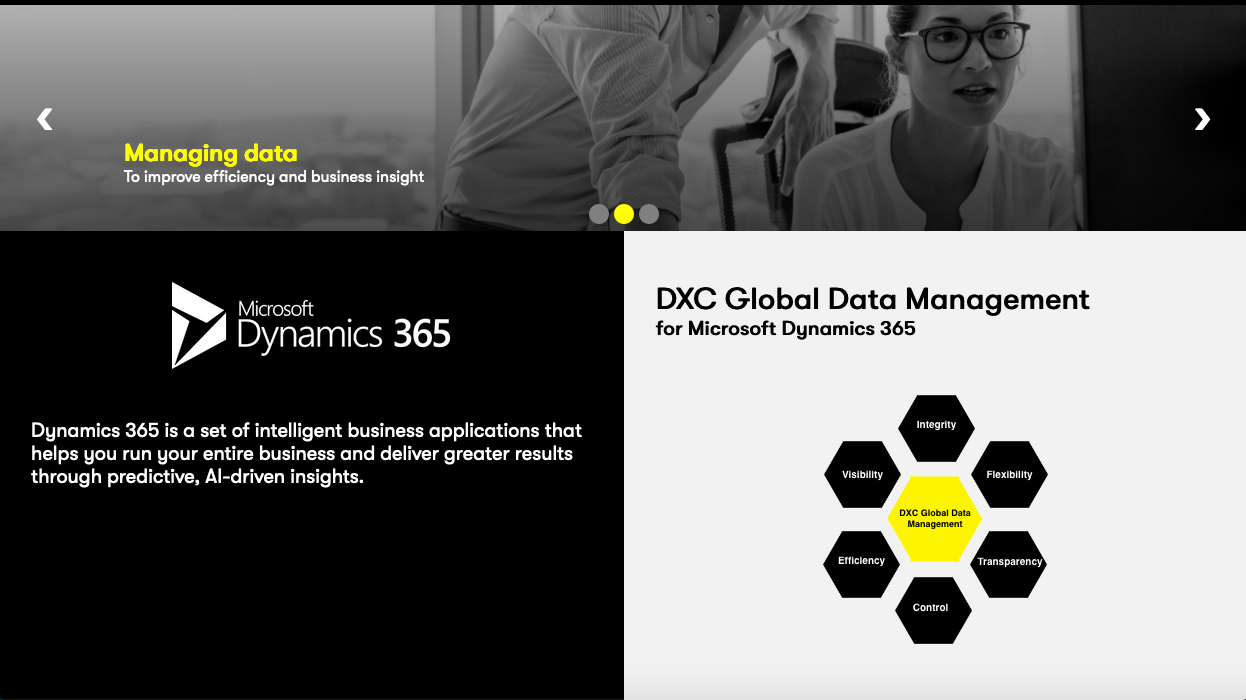 Managing data
To improve efficiency and business insight
Microsoft
Dynamics 365
Dynamics 365 is a set of intelligent business applications that
helps you run your entire business and deliver greater results
through predictive, AI-driven insights.
DXC Global Data Management
for Microsoft Dynamics 365
Integrity
Visibility
Flexibility
DXC Global Data
Management
Efficiency
Transparency
Control